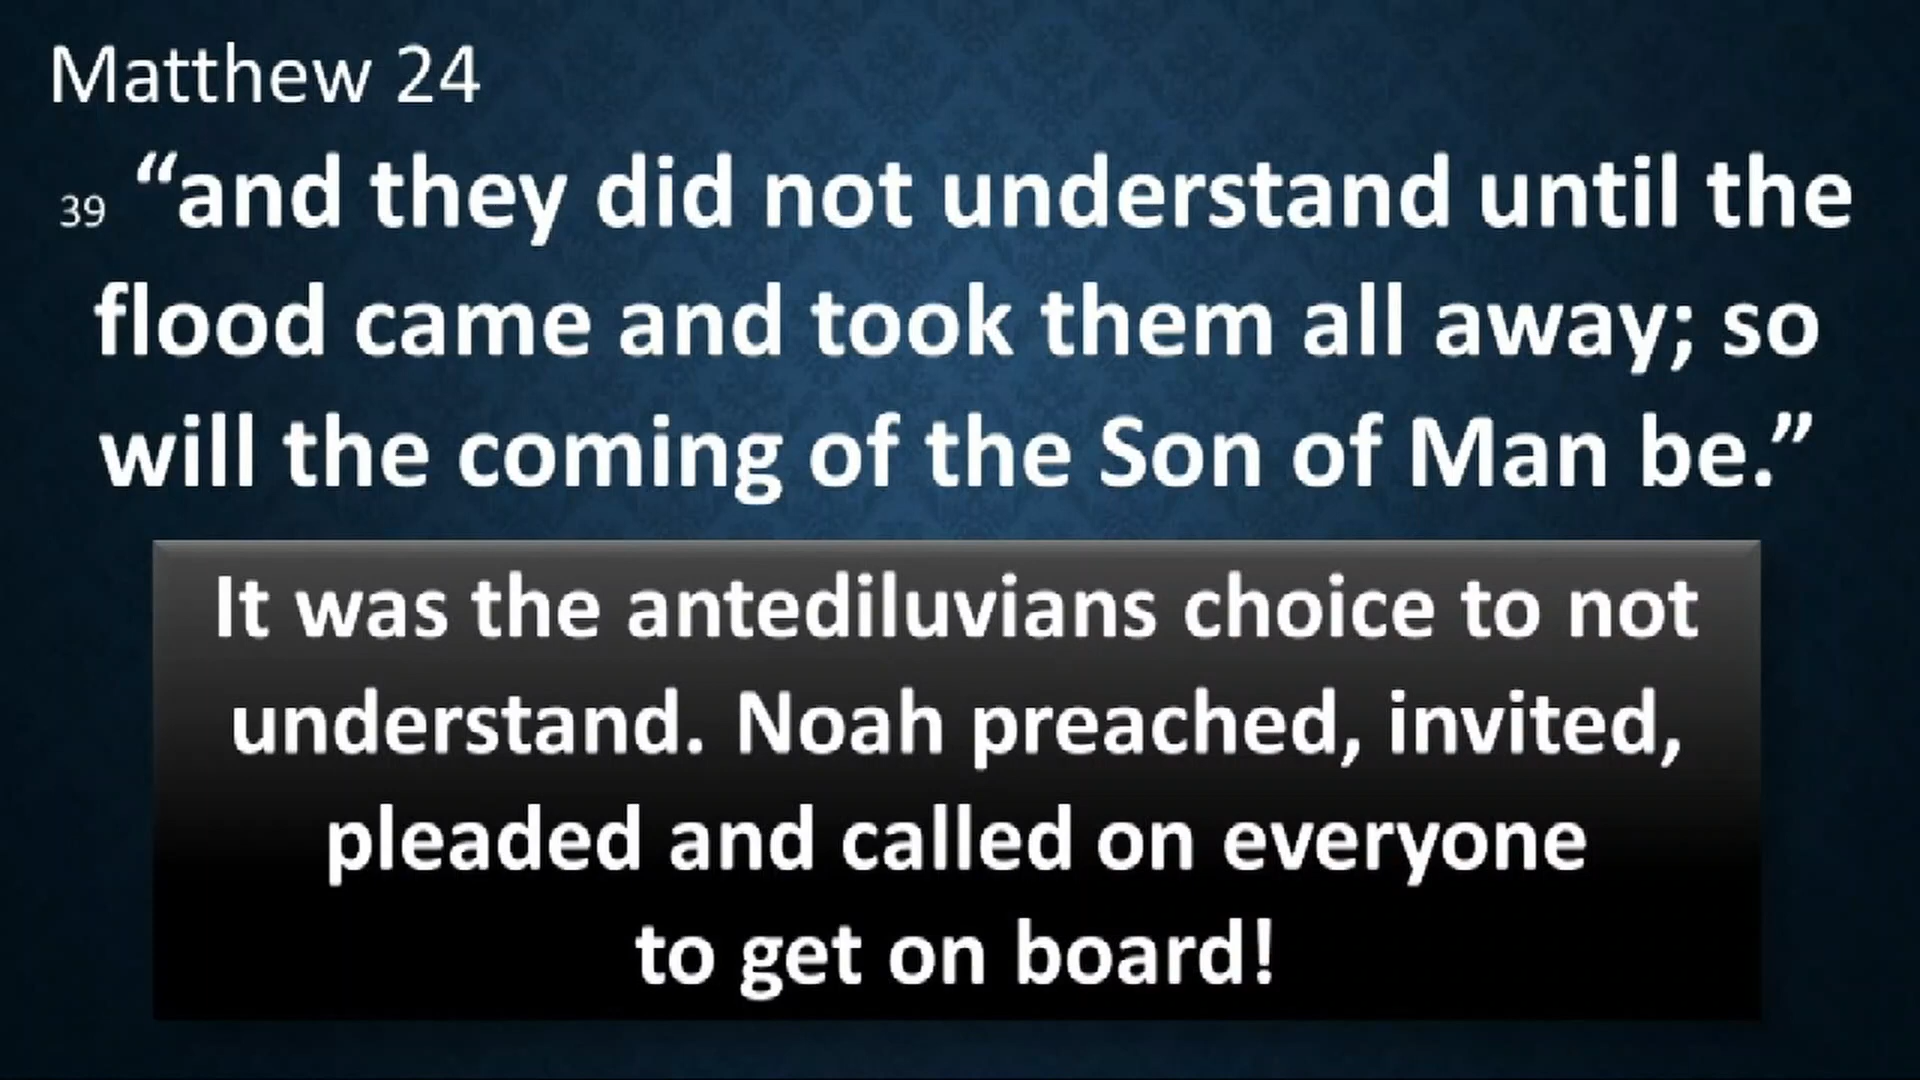 Matthew 24
39 “and they did not understand until the
flood came and took them all away; so
will the coming of the Son of Man be.”
It was the antediluvians choice to not
understand. Noah preached, invited,
pleaded and called on everyone
to get on board!